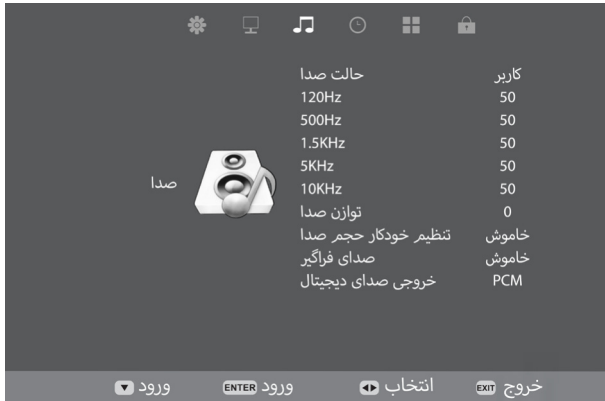 حالت صدا کاربر
120Hz 50
500Hz 50
1.5KHz 50
5KHz 50
10KHz 50
توازن صدا 0
تنظیم خودکار حجم صدا خاموش
صدای فراگیر خاموش
خروجی صدای دیجیتال PCM
صدا
خروج EXIT انتخاب ورود ENTER ورود